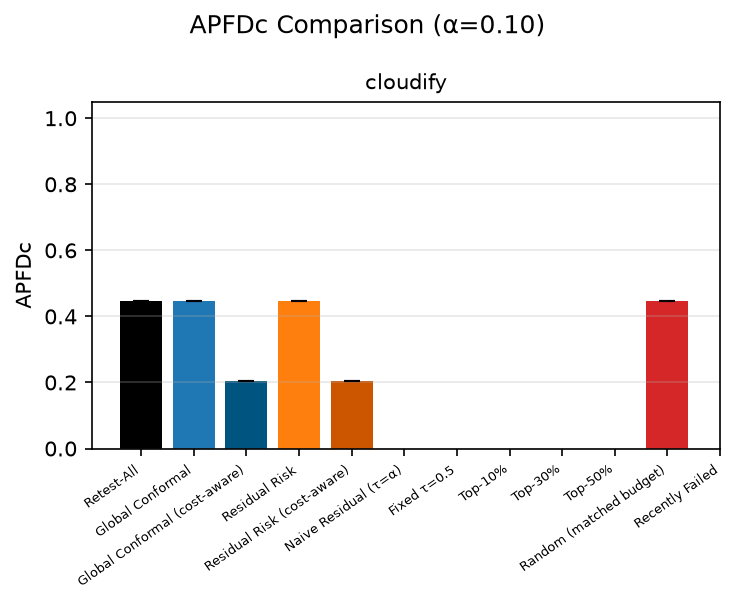 APFDc Comparison (α=0.10)
cloudify
APFDc
1.0
0.8
0.6
0.4
0.2
0.0
Retest-All
Global Conformal
Global Conformal (cost-aware)
Residual Risk
Residual Risk (cost-aware)
Naive Residual (τ=α)
Fixed τ=0.5
Top-10%
Top-30%
Top-50%
Random (matched budget)
Recently Failed